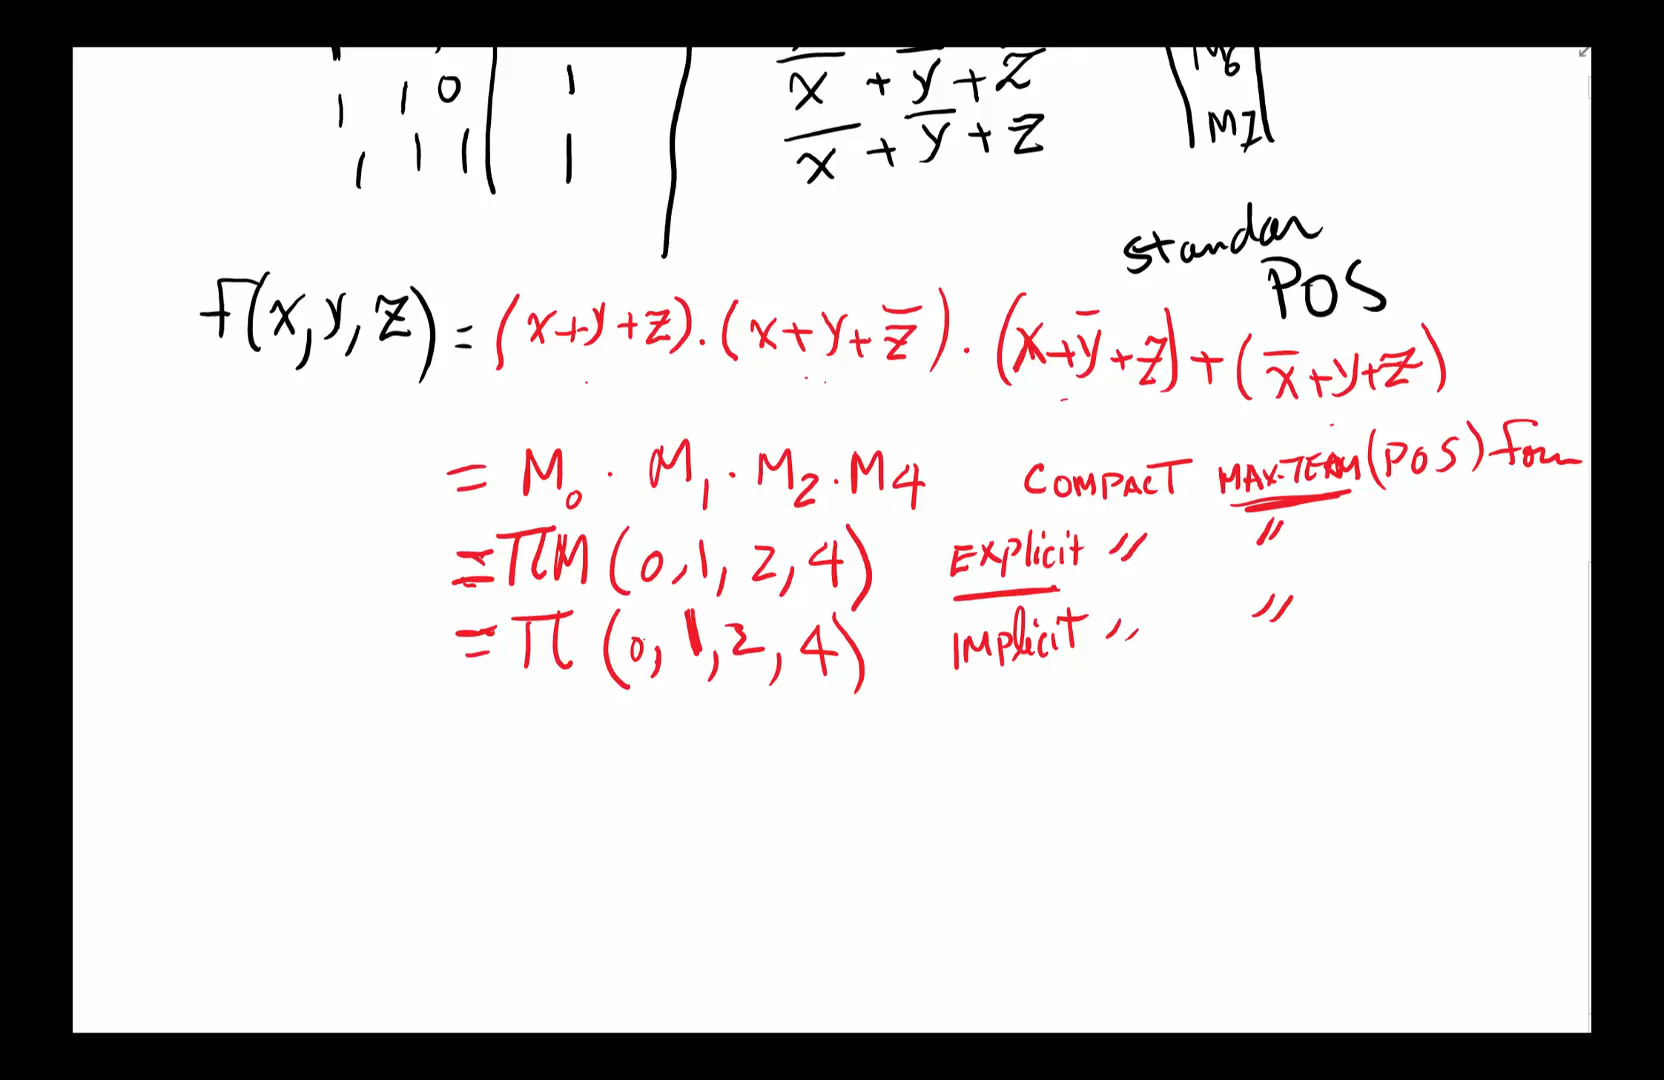 1 1 0 | 1 | x̅ + y̅ + z M6
1 1 1 | 1 | x̅ + y̅ + z̅ M7
standar
POS
f(x, y, z) = (x+y+z).(x+y+z̅).(x+y̅+z)+(x̅+y+z)
= M0 . M1 . M2 . M4 COMPACT MAX-TERM (POS) Form
= πM (0, 1, 2, 4) Explicit " "
= π (0, 1, 2, 4) Implicit " "